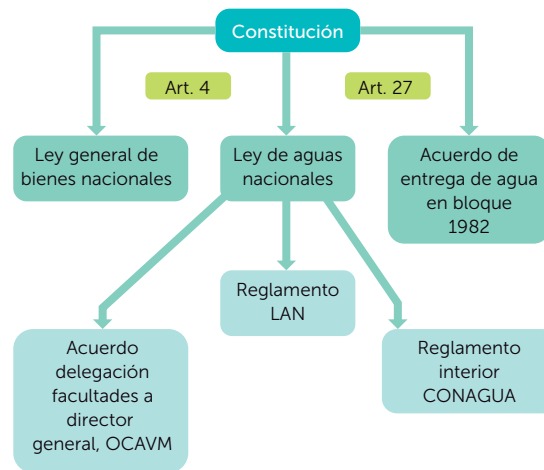 Constitución
Art. 4
Art. 27
Ley general de
bienes nacionales
Ley de aguas
nacionales
Acuerdo de
entrega de agua
en bloque
1982
Reglamento
LAN
Acuerdo
delegación
facultades a
director
general, OCAVM
Reglamento
interior
CONAGUA